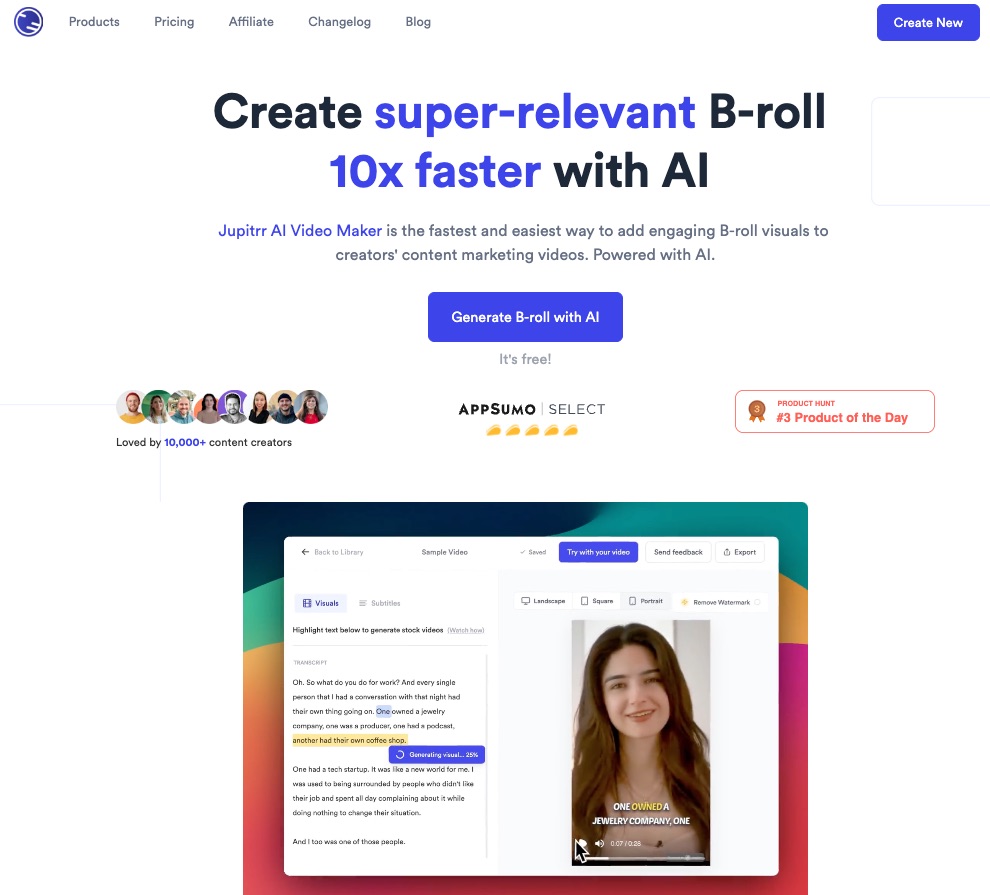 Products Pricing Affiliate Changelog Blog Create New
Create super-relevant B-roll
10x faster with AI
Jupitrr AI Video Maker is the fastest and easiest way to add engaging B-roll visuals to
creators' content marketing videos. Powered with AI.
Generate B-roll with AI
It's free!
Loved by 10,000+ content creators
APPSUMO | SELECT
3
PRODUCT HUNT
#3 Product of the Day
Back to Library Sample Video Saved Try with your video Send feedback Export
Visuals Subtitles
Highlight text below to generate stock videos (Watch how)
TRANSCRIPT
Oh. So what do you do for work? And every single
person that I had a conversation with that night had
their own thing going on. One owned a jewelry
company, one was a producer, one had a podcast,
another had their own coffee shop.
Generating visual... 25%
One had a tech startup. It was like a new world for me. I
was used to being surrounded by people who didn't like
their job and spent all day complaining about it while
doing nothing to change their situation.
And I too was one of those people.
Landscape Square Portrait Remove Watermark
ONE OWNED A
JEWELRY COMPANY, ONE
0:07 / 0:28